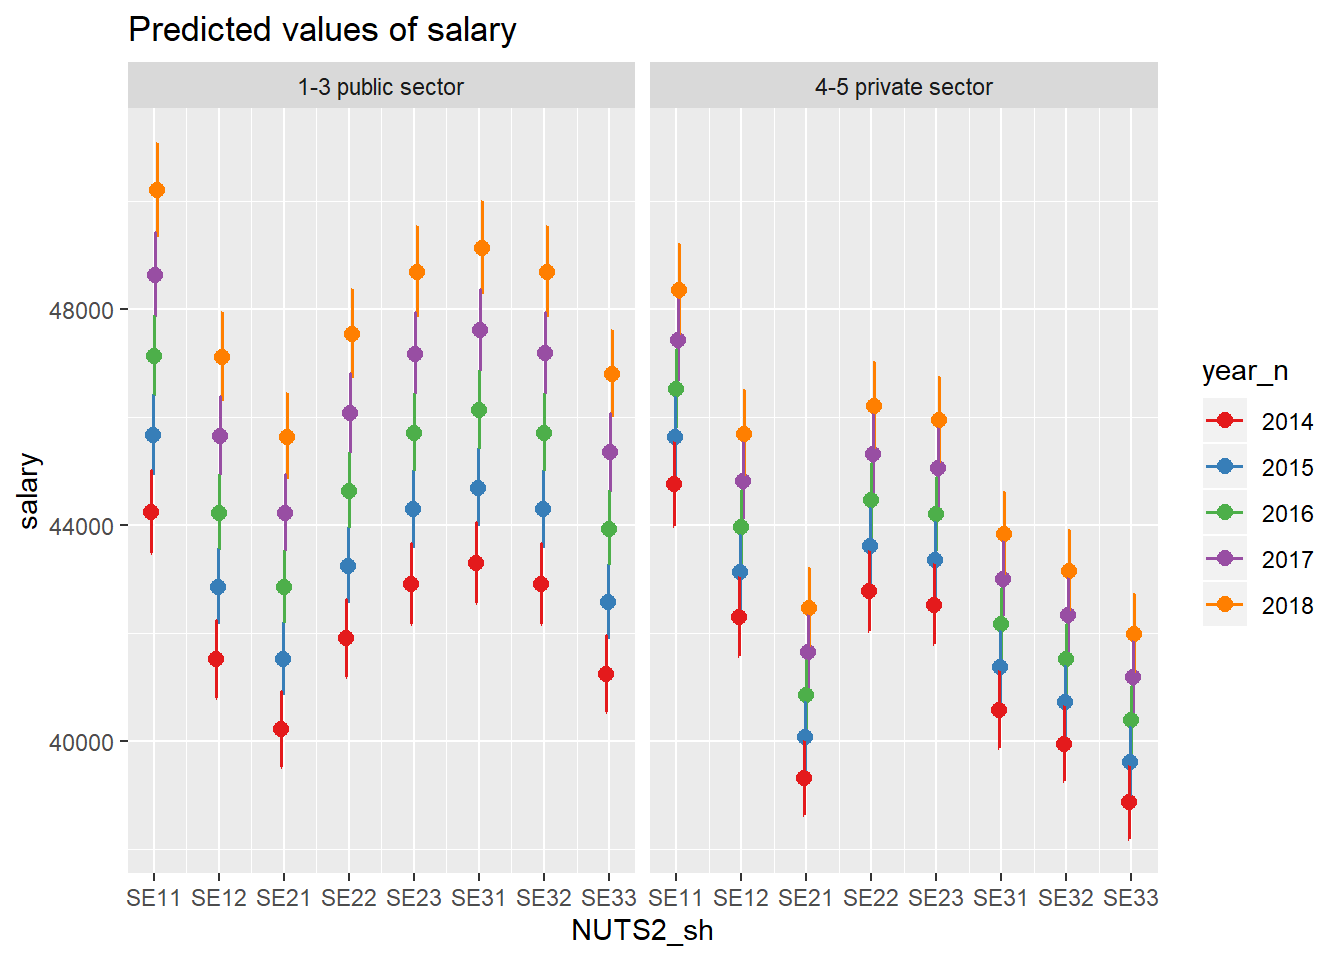 Predicted values of salary
1-3 public sector
4-5 private sector
48000
44000
40000
salary
SE11 SE12 SE21 SE22 SE23 SE31 SE32 SE33
SE11 SE12 SE21 SE22 SE23 SE31 SE32 SE33
NUTS2_sh
year_n
2014
2015
2016
2017
2018